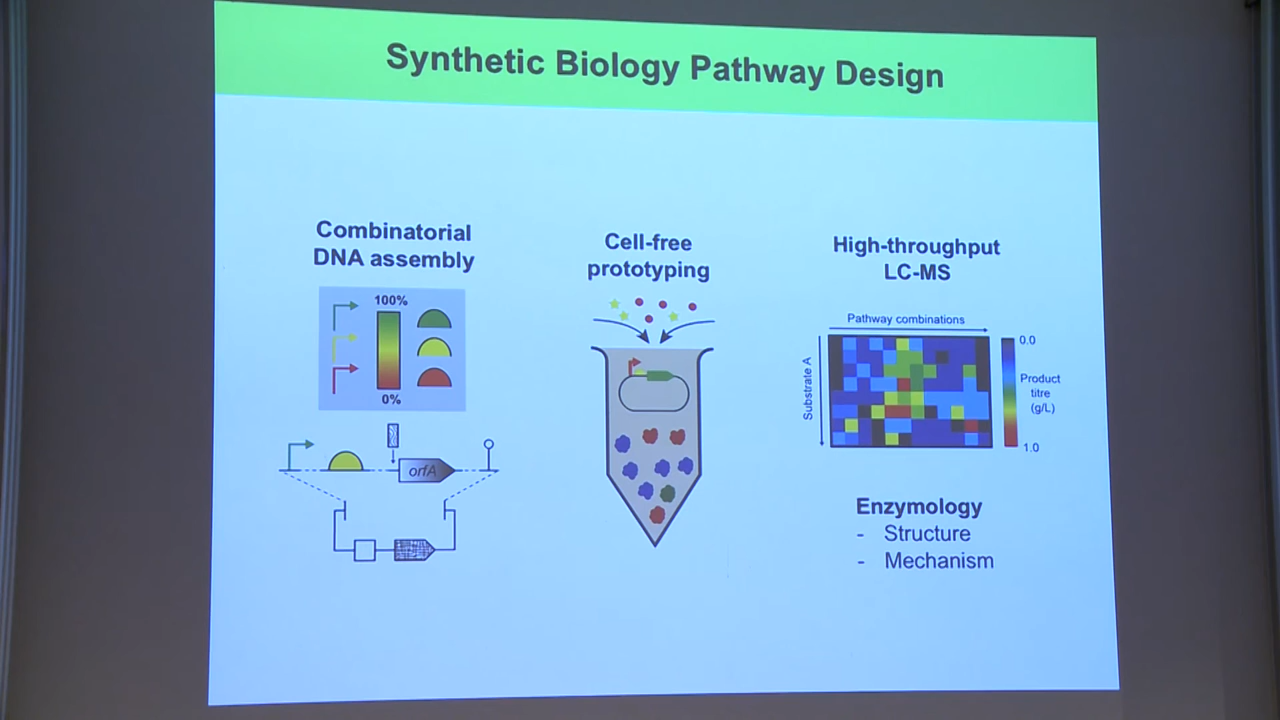 Synthetic Biology Pathway Design
Combinatorial
DNA assembly
100%
0%
orfA
Cell-free
prototyping
High-throughput
LC-MS
Pathway combinations
Substrate A
0.0
Product
titre
(g/L)
1.0
Enzymology
- Structure
- Mechanism